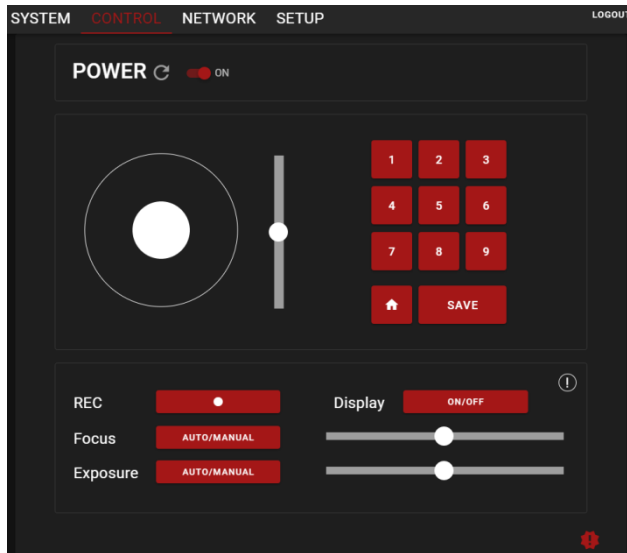 SYSTEM CONTROL NETWORK SETUP LOGOUT
POWER ON
1 2 3
4 5 6
7 8 9
SAVE
REC Display ON/OFF
Focus AUTO/MANUAL
Exposure AUTO/MANUAL